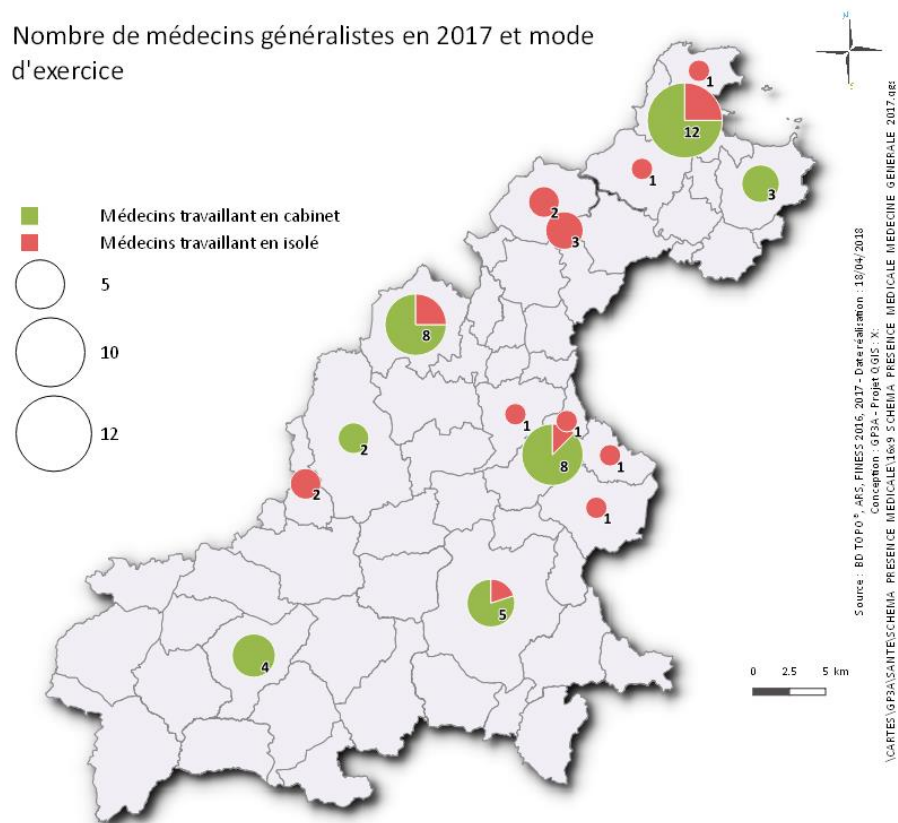 Nombre de médecins généralistes en 2017 et mode
d'exercice
N
S
Médecins travaillant en cabinet
Médecins travaillant en isolé
5
10
12
1
12
1
3
2
3
8
1
1
2
8
1
2
1
5
4
0 2.5 5 km
Source : BD TOPO®, ARS, FINESS 2016, 2017 - Date réalisation : 18/04/2018
Conception : GP3A - Projet QGIS : X:
\CARTES\GP3A\SANTE\SCHEMA PRESENCE MEDICALE\16x9 SCHEMA PRESENCE MEDICALE MEDECINE GENERALE 2017.qgs